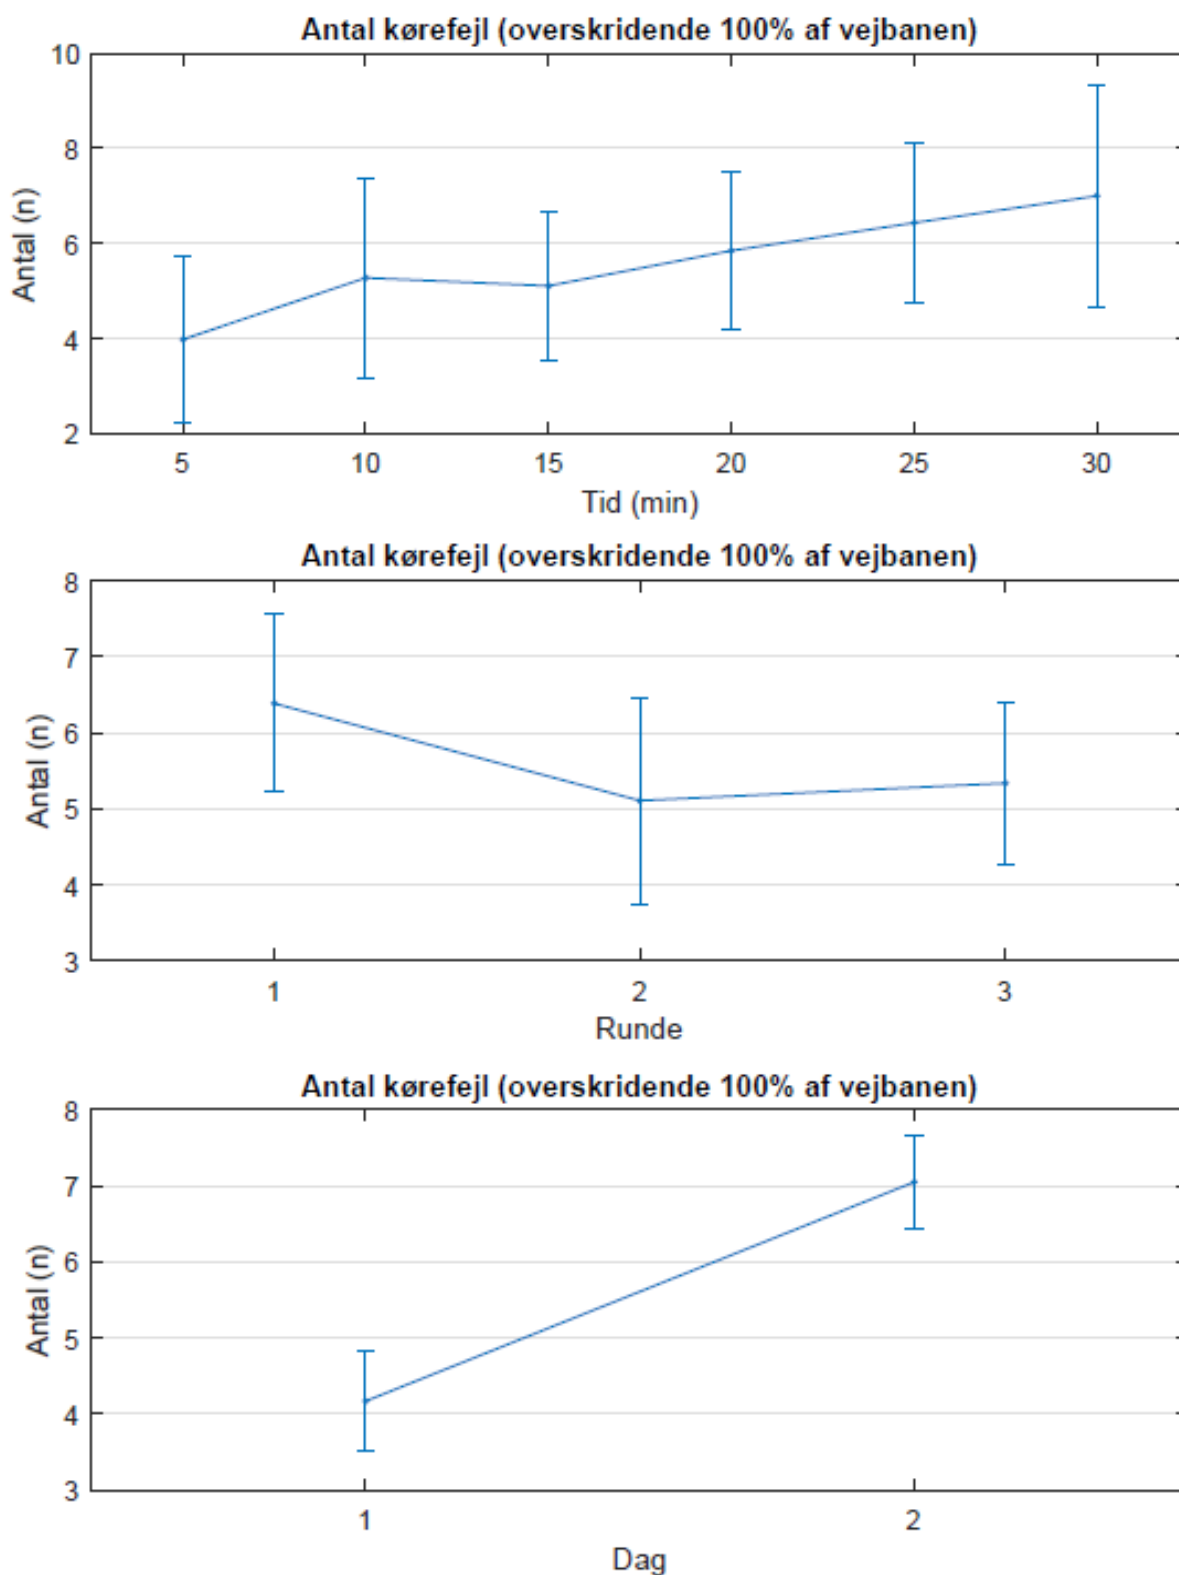 Antal kørefejl (overskridende 100% af vejbanen)
10
8
6
4
2
Antal (n)
5 10 15 20 25 30
Tid (min)
Antal kørefejl (overskridende 100% af vejbanen)
8
7
6
5
4
3
Antal (n)
1 2 3
Runde
Antal kørefejl (overskridende 100% af vejbanen)
8
7
6
5
4
3
Antal (n)
1 2
Dag